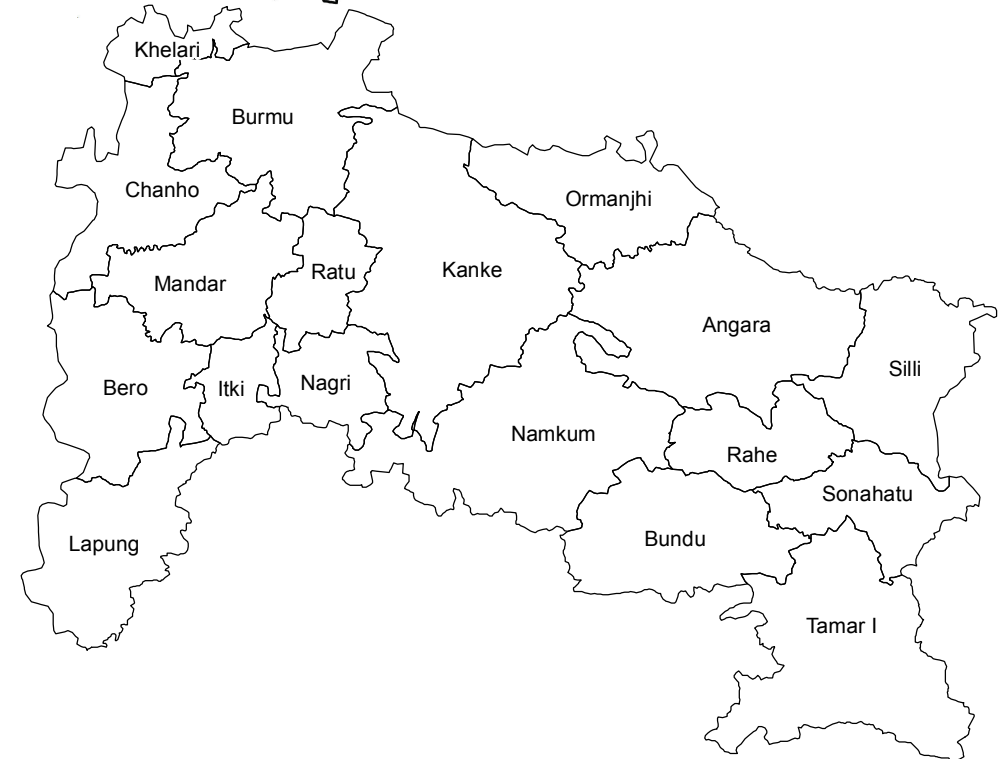 Khelari
Burmu
Chanho
Ormanjhi
Mandar
Ratu
Kanke
Angara
Silli
Bero
Itki
Nagri
Namkum
Rahe
Sonahatu
Lapung
Bundu
Tamar I